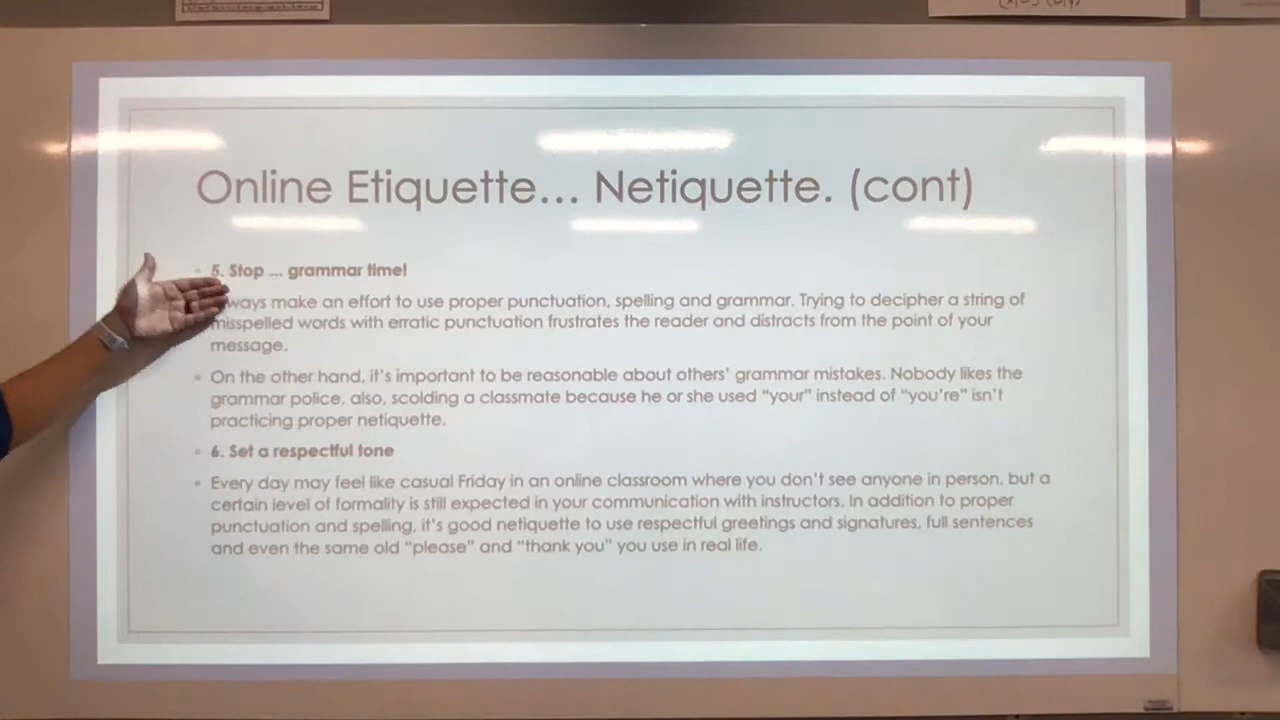 Online Etiquette... Netiquette. (cont)
5. Stop ... grammar time!
ways make an effort to use proper punctuation, spelling and grammar. Trying to decipher a string of
misspelled words with erratic punctuation frustrates the reader and distracts from the point of your
message.
On the other hand, it's important to be reasonable about others' grammar mistakes. Nobody likes the
grammar police, also, scolding a classmate because he or she used "your" instead of "you're" isn't
practicing proper netiquette.
6. Set a respectful tone
Every day may feel like casual Friday in an online classroom where you don't see anyone in person, but a
certain level of formality is still expected in your communication with instructors. In addition to proper
punctuation and spelling, it's good netiquette to use respectful greetings and signatures, full sentences
and even the same old "please" and "thank you" you use in real life.